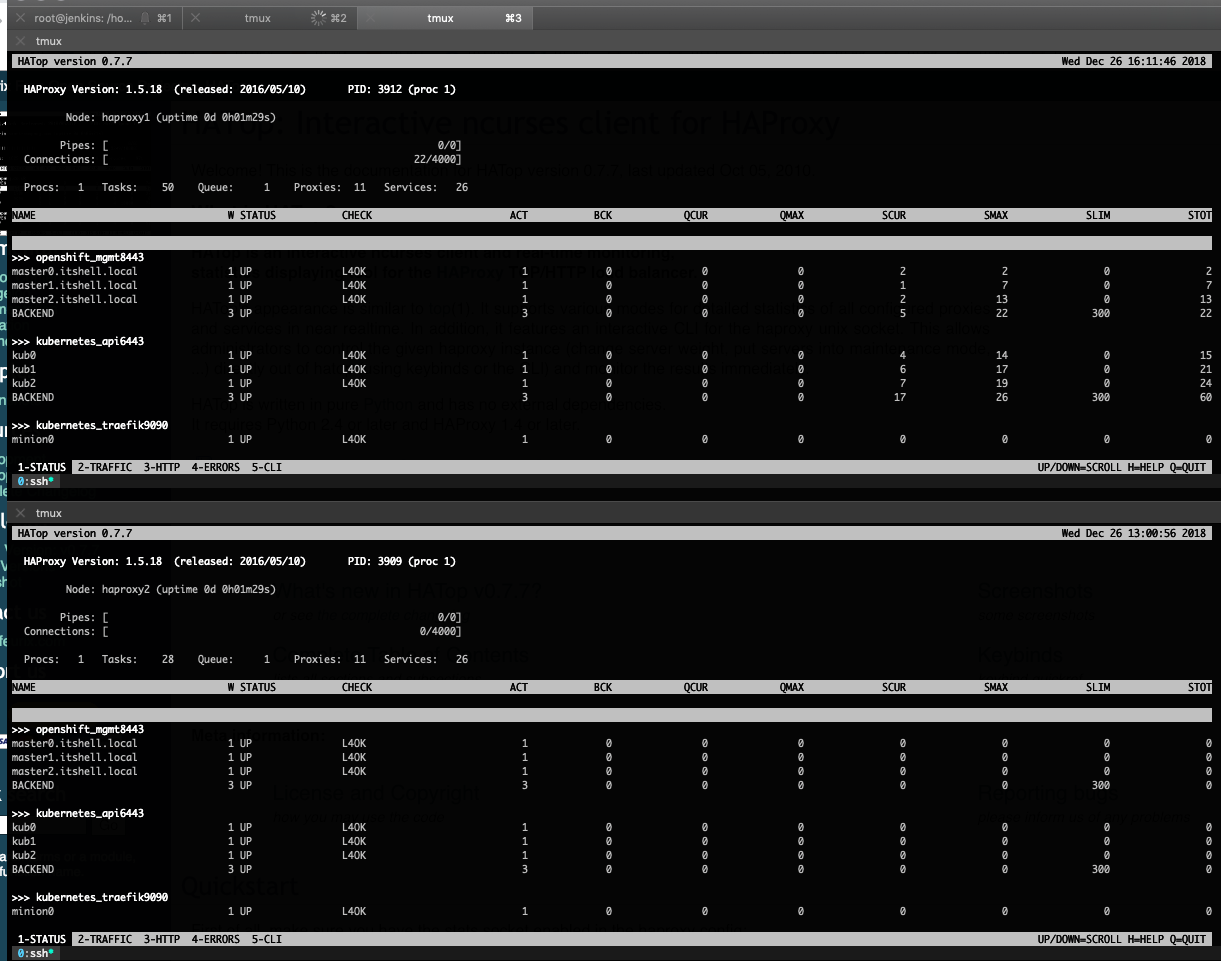 root@jenkins: /ho... ⌘1 tmux ⌘2 tmux ⌘3
tmux
HATop version 0.7.7 Wed Dec 26 16:11:46 2018
HAProxy Version: 1.5.18 (released: 2016/05/10) PID: 3912 (proc 1)
Node: haproxy1 (uptime 0d 0h01m29s)
Pipes: [ 0/0]
Connections: [ 22/4000]
Procs: 1 Tasks: 50 Queue: 1 Proxies: 11 Services: 26
NAME W STATUS CHECK ACT BCK QCUR QMAX SCUR SMAX SLIM STOT
>>> openshift_mgmt8443
master0.itshell.local 1 UP L4OK 1 0 0 0 2 2 0 2
master1.itshell.local 1 UP L4OK 1 0 0 0 1 7 0 7
master2.itshell.local 1 UP L4OK 1 0 0 0 2 13 0 13
BACKEND 3 UP 3 0 0 0 5 22 300 22
>>> kubernetes_api6443
kub0 1 UP L4OK 1 0 0 0 4 14 0 15
kub1 1 UP L4OK 1 0 0 0 6 17 0 21
kub2 1 UP L4OK 1 0 0 0 7 19 0 24
BACKEND 3 UP 3 0 0 0 17 26 300 60
>>> kubernetes_traefik9090
minion0 1 UP L4OK 1 0 0 0 0 0 0 0
1-STATUS 2-TRAFFIC 3-HTTP 4-ERRORS 5-CLI UP/DOWN=SCROLL H=HELP Q=QUIT
0:ssh*
tmux
HATop version 0.7.7 Wed Dec 26 13:00:56 2018
HAProxy Version: 1.5.18 (released: 2016/05/10) PID: 3909 (proc 1)
Node: haproxy2 (uptime 0d 0h01m29s)
Pipes: [ 0/0]
Connections: [ 0/4000]
Procs: 1 Tasks: 28 Queue: 1 Proxies: 11 Services: 26
NAME W STATUS CHECK ACT BCK QCUR QMAX SCUR SMAX SLIM STOT
>>> openshift_mgmt8443
master0.itshell.local 1 UP L4OK 1 0 0 0 0 0 0 0
master1.itshell.local 1 UP L4OK 1 0 0 0 0 0 0 0
master2.itshell.local 1 UP L4OK 1 0 0 0 0 0 0 0
BACKEND 3 UP 3 0 0 0 0 0 300 0
>>> kubernetes_api6443
kub0 1 UP L4OK 1 0 0 0 0 0 0 0
kub1 1 UP L4OK 1 0 0 0 0 0 0 0
kub2 1 UP L4OK 1 0 0 0 0 0 0 0
BACKEND 3 UP 3 0 0 0 0 0 300 0
>>> kubernetes_traefik9090
minion0 1 UP L4OK 1 0 0 0 0 0 0 0
1-STATUS 2-TRAFFIC 3-HTTP 4-ERRORS 5-CLI UP/DOWN=SCROLL H=HELP Q=QUIT
0:ssh*